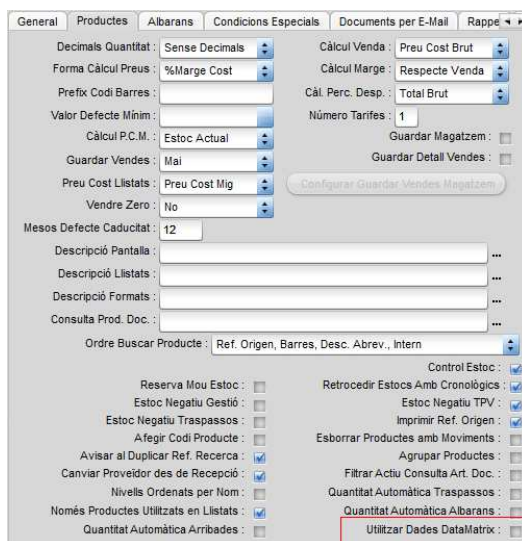 General Productes Albarans Condicions Especials Documents per E-Mail Rappe
Decimals Quantitat : Sense Decimals Càlcul Venda : Preu Cost Brut
Forma Càlcul Preus : %Marge Cost Càlcul Marge : Respecte Venda
Prefix Codi Barres : Càl. Perc. Desp. : Total Brut
Valor Defecte Mínim : Número Tarifes : 1
Càlcul P.C.M. : Estoc Actual Guardar Magatzem :
Guardar Vendes : Mai Guardar Detall Vendes :
Preu Cost Llistats : Preu Cost Mig Configurar Guardar Vendes Magatzem
Vendre Zero : No
Mesos Defecte Caducitat : 12
Descripció Pantalla : ...
Descripció Llistats : ...
Descripció Formats : ...
Consulta Prod. Doc. : ...
Ordre Buscar Producte : Ref. Origen, Barres, Desc. Abrev., Intern
Control Estoc :
Reserva Mou Estoc : Retrocedir Estocs Amb Cronològics :
Estoc Negatiu Gestió : Estoc Negatiu TPV :
Estoc Negatiu Traspassos : Imprimir Ref. Origen :
Afegir Codi Producte : Esborrar Productes amb Moviments :
Avisar al Duplicar Ref. Recerca : Agrupar Productes :
Canviar Proveïdor des de Recepció : Filtrar Actiu Consulta Art. Doc. :
Nivells Ordenats per Nom : Quantitat Automàtica Traspassos :
Només Productes Utilitzats en Llistats : Quantitat Automàtica Albarans :
Quantitat Automàtica Arribades : Utilitzar Dades DataMatrix :